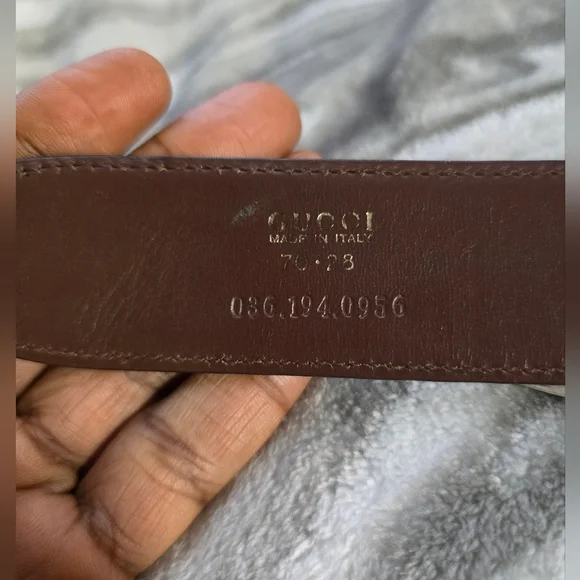 GUCCI
MADE IN ITALY
70·28
036.194.0956